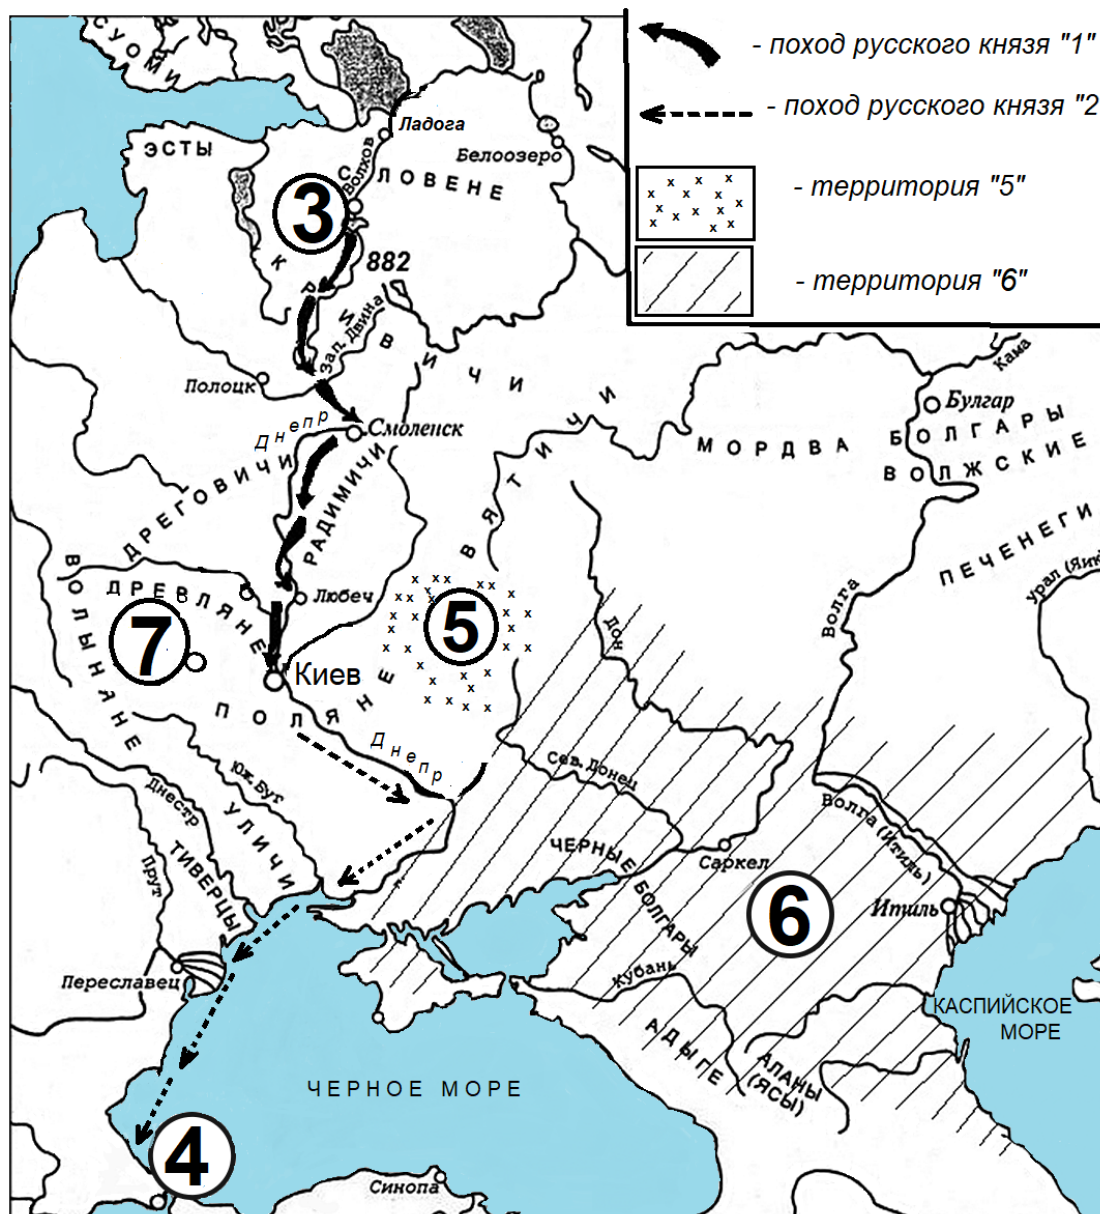 - поход русского князя "1"
- поход русского князя "2
- территория "5"
- территория "6"
СУОМИ
ЭСТЫ
Ладога
Волхов
Белоозеро
СЛОВЕНЕ
3
882
КРИВИЧИ
Зап. Двина
Полоцк
Днепр
Смоленск
Кама
Булгар
МОРДВА
БОЛГАРЫ
ВОЛЖСКИЕ
ВЯТИЧИ
ДРЕГОВИЧИ
РАДИМИЧИ
ПЕЧЕНЕГИ
Урал (Яик)
Волга
ВОЛЫНЯНЕ
ДРЕВЛЯНЕ
Любеч
5
Дон
7
Киев
ПОЛЯНЕ
Днепр
Сев. Донец
Юж. Буг
Днестр
УЛИЧИ
ТИВЕРЦЫ
Прут
ЧЕРНЫЕ
БОЛГАРЫ
Саркел
Волга (Итиль)
6
Итиль
Переславец
Кубань
КАСПИЙСКОЕ
МОРЕ
АДЫГЕ
АЛАНЫ
(ЯСЫ)
ЧЕРНОЕ МОРЕ
4
Синопа